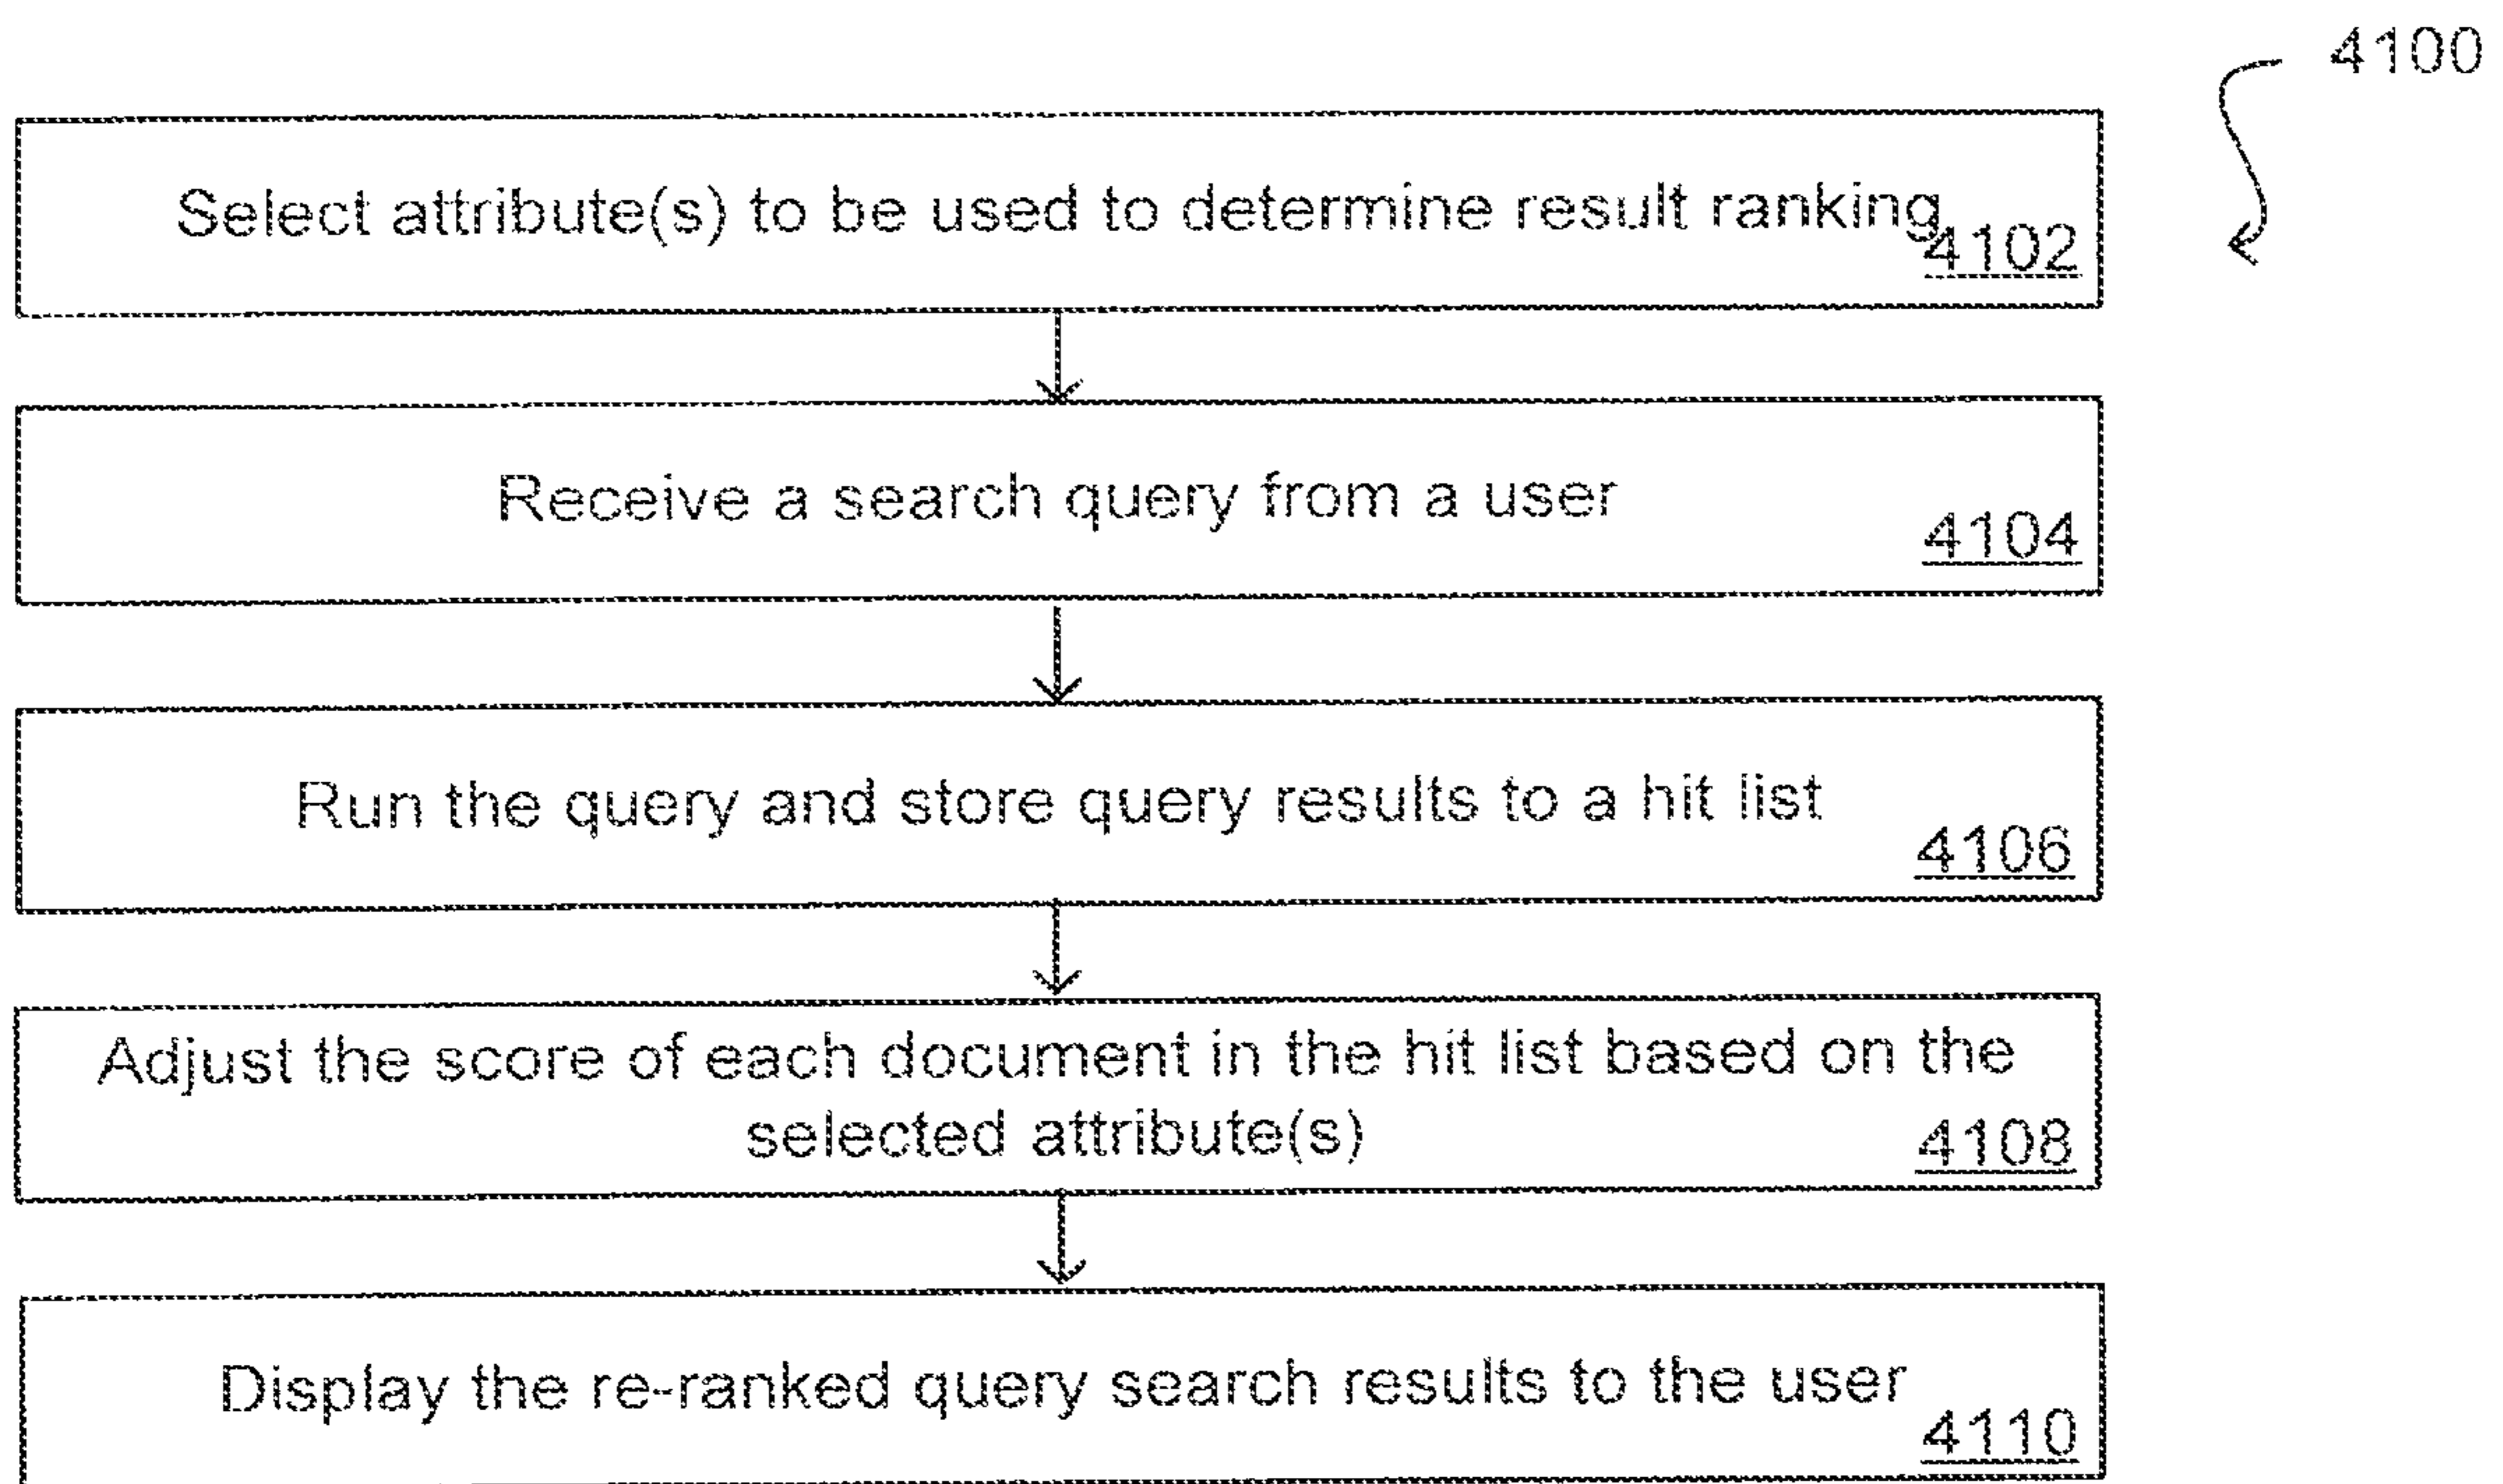 4100
Select attribute(s) to be used to determine result ranking
4102
Receive a search query from a user
4104
Run the query and store query results to a hit list
4106
Adjust the score of each document in the hit list based on the
selected attribute(s)
4108
Display the re-ranked query search results to the user
4110